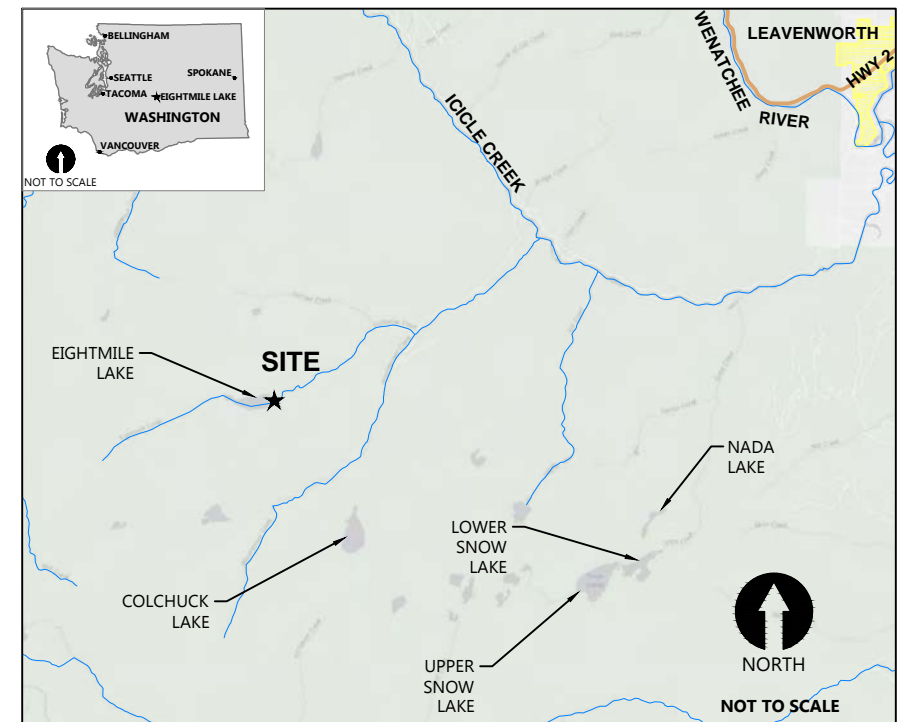 BELLINGHAM
SEATTLE
SPOKANE
TACOMA
EIGHTMILE LAKE
WASHINGTON
VANCOUVER
NOT TO SCALE
LEAVENWORTH
HWY 2
WENATCHEE
RIVER
ICICLE CREEK
EIGHTMILE
LAKE
SITE
NADA
LAKE
LOWER
SNOW
LAKE
COLCHUCK
LAKE
UPPER
SNOW
LAKE
NORTH
NOT TO SCALE